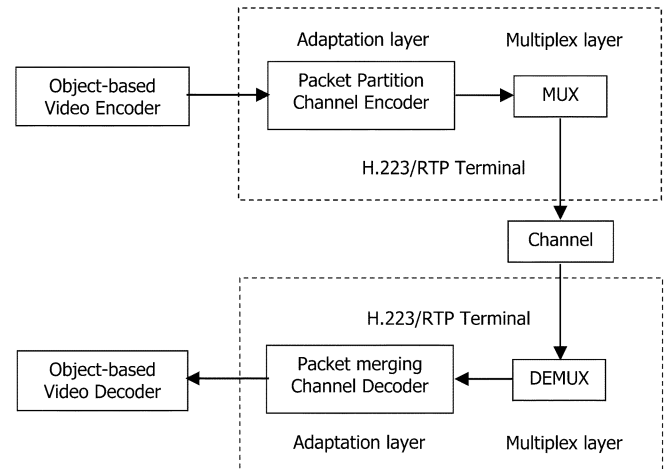 Adaptation layer
Multiplex layer
Object-based
Video Encoder
Packet Partition
Channel Encoder
MUX
H.223/RTP Terminal
Channel
H.223/RTP Terminal
Object-based
Video Decoder
Packet merging
Channel Decoder
DEMUX
Adaptation layer
Multiplex layer